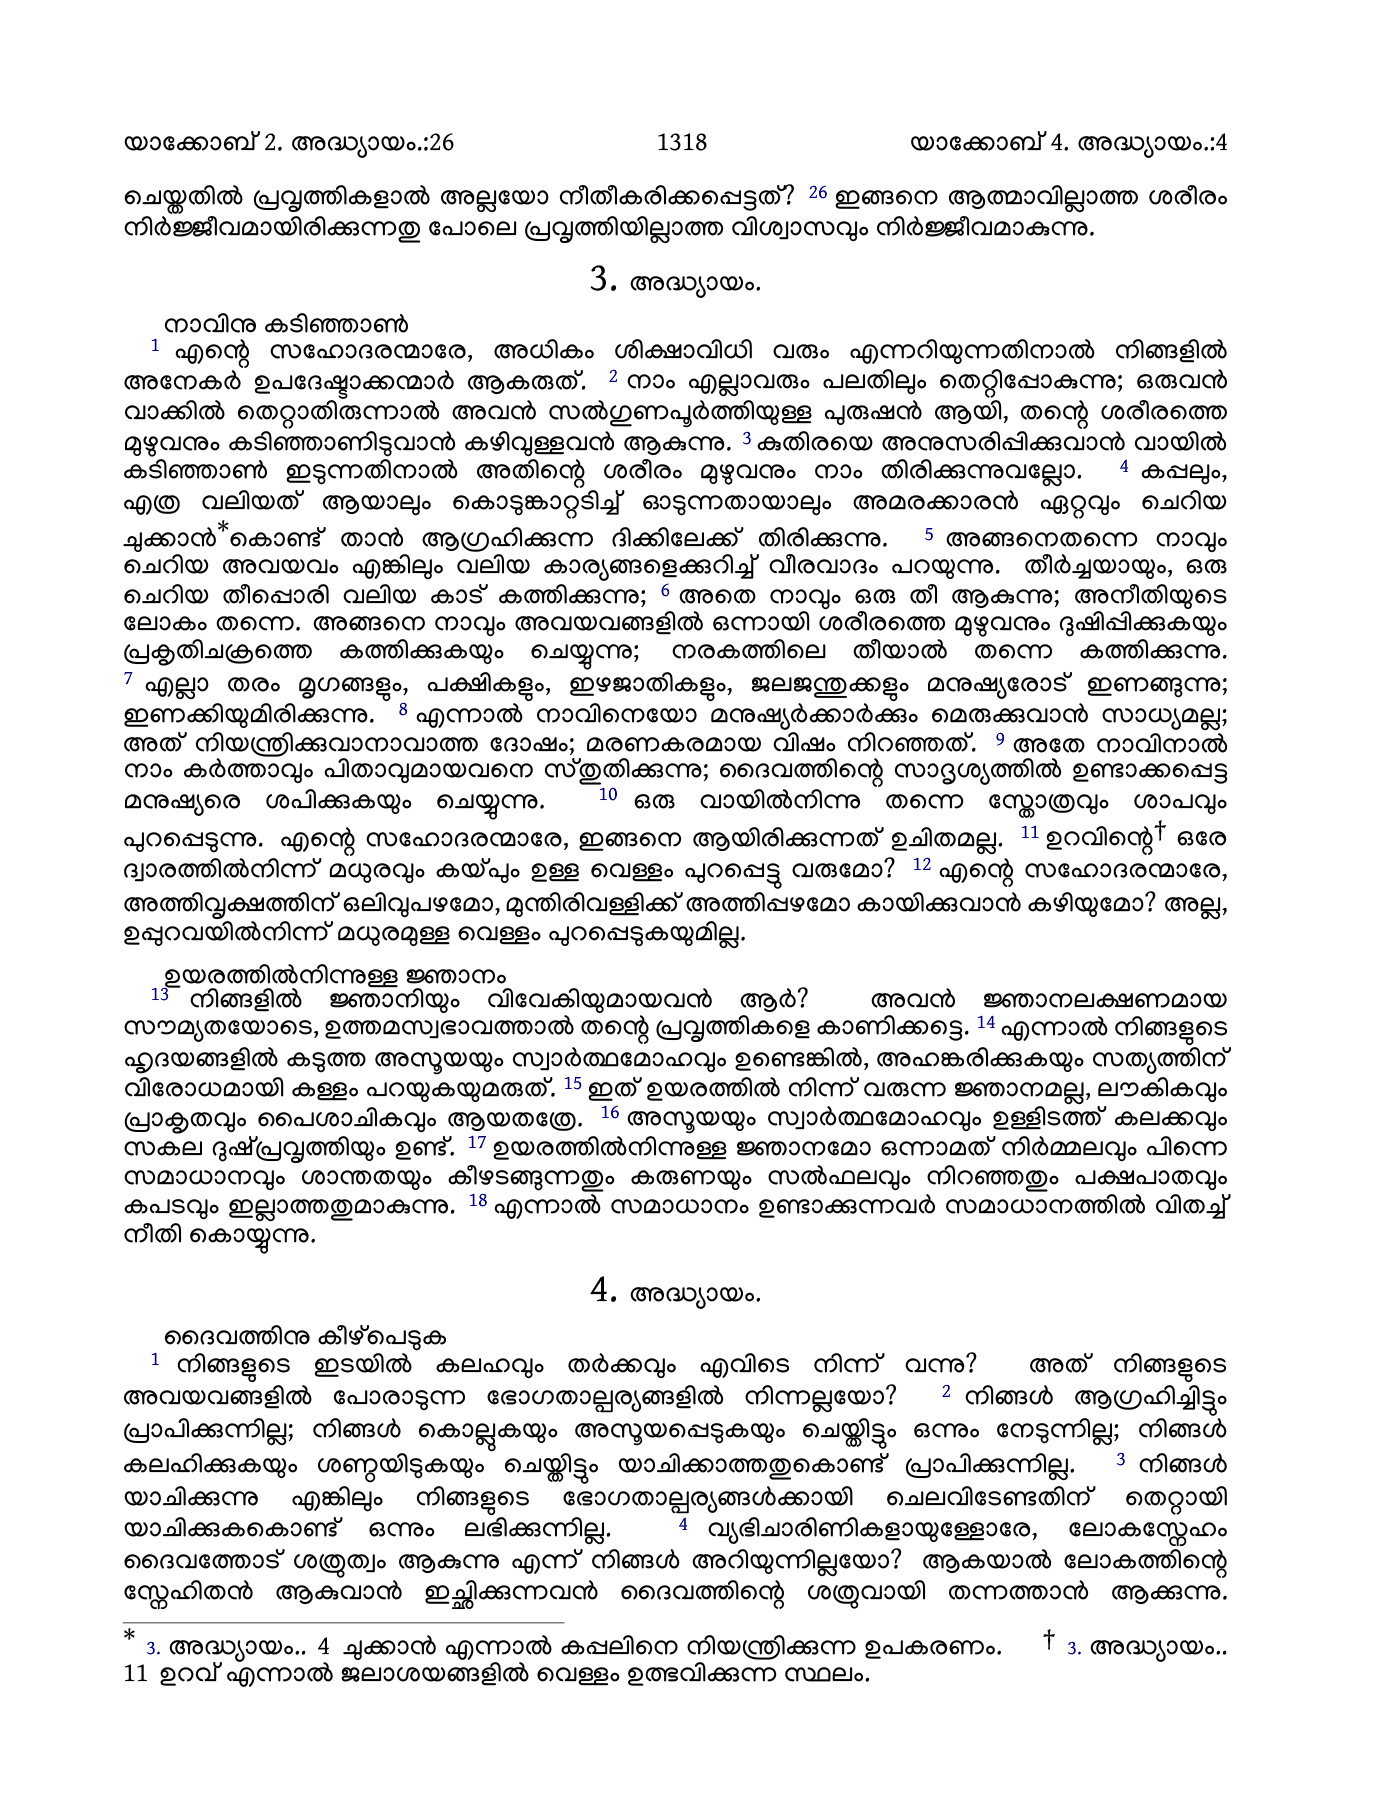 യാക്കോബ് 2. അദ്ധ്യായം.:26 1318 യാക്കോബ് 4. അദ്ധ്യായം.:4
ചെയ്തതിൽ പ്രവൃത്തികളാൽ അല്ലയോ നീതീകരിക്കപ്പെട്ടത്? 26 ഇങ്ങനെ ആത്മാവില്ലാത്ത ശരീരം
നിർജ്ജീവമായിരിക്കുന്നതു പോലെ പ്രവൃത്തിയില്ലാത്ത വിശ്വാസവും നിർജ്ജീവമാകുന്നു.
3. അദ്ധ്യായം.
നാവിനു കടിഞ്ഞാൺ
1 എന്റെ സഹോദരന്മാരേ, അധികം ശിക്ഷാവിധി വരും എന്നറിയുന്നതിനാൽ നിങ്ങളിൽ
അനേകർ ഉപദേഷ്ടാക്കന്മാർ ആകരുത്. 2 നാം എല്ലാവരും പലതിലും തെറ്റിപ്പോകുന്നു; ഒരുവൻ
വാക്കിൽ തെറ്റാതിരുന്നാൽ അവൻ സൽഗുണപൂർത്തിയുള്ള പുരുഷൻ ആയി, തന്റെ ശരീരത്തെ
മുഴുവനും കടിഞ്ഞാണിടുവാൻ കഴിവുള്ളവൻ ആകുന്നു. 3 കുതിരയെ അനുസരിപ്പിക്കുവാൻ വായിൽ
കടിഞ്ഞാൺ ഇടുന്നതിനാൽ അതിന്റെ ശരീരം മുഴുവനും നാം തിരിക്കുന്നുവല്ലോ. 4 കപ്പലും,
എത്ര വലിയത് ആയാലും കൊടുങ്കാറ്റടിച്ച് ഓടുന്നതായാലും അമരക്കാരൻ ഏറ്റവും ചെറിയ
ചുക്കാൻ*കൊണ്ട് താൻ ആഗ്രഹിക്കുന്ന ദിക്കിലേക്ക് തിരിക്കുന്നു. 5 അങ്ങനെതന്നെ നാവും
ചെറിയ അവയവം എങ്കിലും വലിയ കാര്യങ്ങളെക്കുറിച്ച് വീരവാദം പറയുന്നു. തീർച്ചയായും, ഒരു
ചെറിയ തീപ്പൊരി വലിയ കാട് കത്തിക്കുന്നു; 6 അതെ നാവും ഒരു തീ ആകുന്നു; അനീതിയുടെ
ലോകം തന്നെ. അങ്ങനെ നാവും അവയവങ്ങളിൽ ഒന്നായി ശരീരത്തെ മുഴുവനും ദുഷിപ്പിക്കുകയും
പ്രകൃതിചക്രത്തെ കത്തിക്കുകയും ചെയ്യുന്നു; നരകത്തിലെ തീയാൽ തന്നെ കത്തിക്കുന്നു.
7 എല്ലാ തരം മൃഗങ്ങളും, പക്ഷികളും, ഇഴജാതികളും, ജലജന്തുക്കളും മനുഷ്യരോട് ഇണങ്ങുന്നു;
ഇണക്കിയുമിരിക്കുന്നു. 8 എന്നാൽ നാവിനെയോ മനുഷ്യർക്കാർക്കും മെരുക്കുവാൻ സാധ്യമല്ല;
അത് നിയന്ത്രിക്കുവാനാവാത്ത ദോഷം; മരണകരമായ വിഷം നിറഞ്ഞത്. 9 അതേ നാവിനാൽ
നാം കർത്താവും പിതാവുമായവനെ സ്തുതിക്കുന്നു; ദൈവത്തിന്റെ സാദൃശ്യത്തിൽ ഉണ്ടാക്കപ്പെട്ട
മനുഷ്യരെ ശപിക്കുകയും ചെയ്യുന്നു. 10 ഒരു വായിൽനിന്നു തന്നെ സ്തോത്രവും ശാപവും
പുറപ്പെടുന്നു. എന്റെ സഹോദരന്മാരേ, ഇങ്ങനെ ആയിരിക്കുന്നത് ഉചിതമല്ല. 11 ഉറവിന്റെ† ഒരേ
ദ്വാരത്തിൽനിന്ന് മധുരവും കയ്പും ഉള്ള വെള്ളം പുറപ്പെട്ടു വരുമോ? 12 എന്റെ സഹോദരന്മാരേ,
അത്തിവൃക്ഷത്തിന് ഒലിവുപഴമോ, മുന്തിരിവള്ളിക്ക് അത്തിപ്പഴമോ കായിക്കുവാൻ കഴിയുമോ? അല്ല,
ഉപ്പുറവയിൽനിന്ന് മധുരമുള്ള വെള്ളം പുറപ്പെടുകയുമില്ല.
ഉയരത്തിൽനിന്നുള്ള ജ്ഞാനം
13 നിങ്ങളിൽ ജ്ഞാനിയും വിവേകിയുമായവൻ ആർ? അവൻ ജ്ഞാനലക്ഷണമായ
സൗമ്യതയോടെ, ഉത്തമസ്വഭാവത്താൽ തന്റെ പ്രവൃത്തികളെ കാണിക്കട്ടെ. 14 എന്നാൽ നിങ്ങളുടെ
ഹൃദയങ്ങളിൽ കടുത്ത അസൂയയും സ്വാർത്ഥമോഹവും ഉണ്ടെങ്കിൽ, അഹങ്കരിക്കുകയും സത്യത്തിന്
വിരോധമായി കള്ളം പറയുകയുമരുത്. 15 ഇത് ഉയരത്തിൽ നിന്ന് വരുന്ന ജ്ഞാനമല്ല, ലൗകികവും
പ്രാകൃതവും പൈശാചികവും ആയതത്രേ. 16 അസൂയയും സ്വാർത്ഥമോഹവും ഉള്ളിടത്ത് കലക്കവും
സകല ദുഷ്‌പ്രവൃത്തിയും ഉണ്ട്. 17 ഉയരത്തിൽനിന്നുള്ള ജ്ഞാനമോ ഒന്നാമത് നിർമ്മലവും പിന്നെ
സമാധാനവും ശാന്തതയും കീഴടങ്ങുന്നതും കരുണയും സൽഫലവും നിറഞ്ഞതും പക്ഷപാതവും
കപടവും ഇല്ലാത്തതുമാകുന്നു. 18 എന്നാൽ സമാധാനം ഉണ്ടാക്കുന്നവർ സമാധാനത്തിൽ വിതച്ച്
നീതി കൊയ്യുന്നു.
4. അദ്ധ്യായം.
ദൈവത്തിനു കീഴ്പെടുക
1 നിങ്ങളുടെ ഇടയിൽ കലഹവും തർക്കവും എവിടെ നിന്ന് വന്നു? അത് നിങ്ങളുടെ
അവയവങ്ങളിൽ പോരാടുന്ന ഭോഗതാല്പര്യങ്ങളിൽ നിന്നല്ലയോ? 2 നിങ്ങൾ ആഗ്രഹിച്ചിട്ടും
പ്രാപിക്കുന്നില്ല; നിങ്ങൾ കൊല്ലുകയും അസൂയപ്പെടുകയും ചെയ്തിട്ടും ഒന്നും നേടുന്നില്ല; നിങ്ങൾ
കലഹിക്കുകയും ശണ്ഠയിടുകയും ചെയ്തിട്ടും യാചിക്കാത്തതുകൊണ്ട് പ്രാപിക്കുന്നില്ല. 3 നിങ്ങൾ
യാചിക്കുന്നു എങ്കിലും നിങ്ങളുടെ ഭോഗതാല്പര്യങ്ങൾക്കായി ചെലവിടേണ്ടതിന് തെറ്റായി
യാചിക്കുകകൊണ്ട് ഒന്നും ലഭിക്കുന്നില്ല. 4 വ്യഭിചാരിണികളായുള്ളോരേ, ലോകസ്നേഹം
ദൈവത്തോട് ശത്രുത്വം ആകുന്നു എന്ന് നിങ്ങൾ അറിയുന്നില്ലയോ? ആകയാൽ ലോകത്തിന്റെ
സ്നേഹിതൻ ആകുവാൻ ഇച്ഛിക്കുന്നവൻ ദൈവത്തിന്റെ ശത്രുവായി തന്നത്താൻ ആക്കുന്നു.
* 3. അദ്ധ്യായം.. 4 ചുക്കാൻ എന്നാൽ കപ്പലിനെ നിയന്ത്രിക്കുന്ന ഉപകരണം. † 3. അദ്ധ്യായം..
11 ഉറവ് എന്നാൽ ജലാശയങ്ങളിൽ വെള്ളം ഉത്ഭവിക്കുന്ന സ്ഥലം.